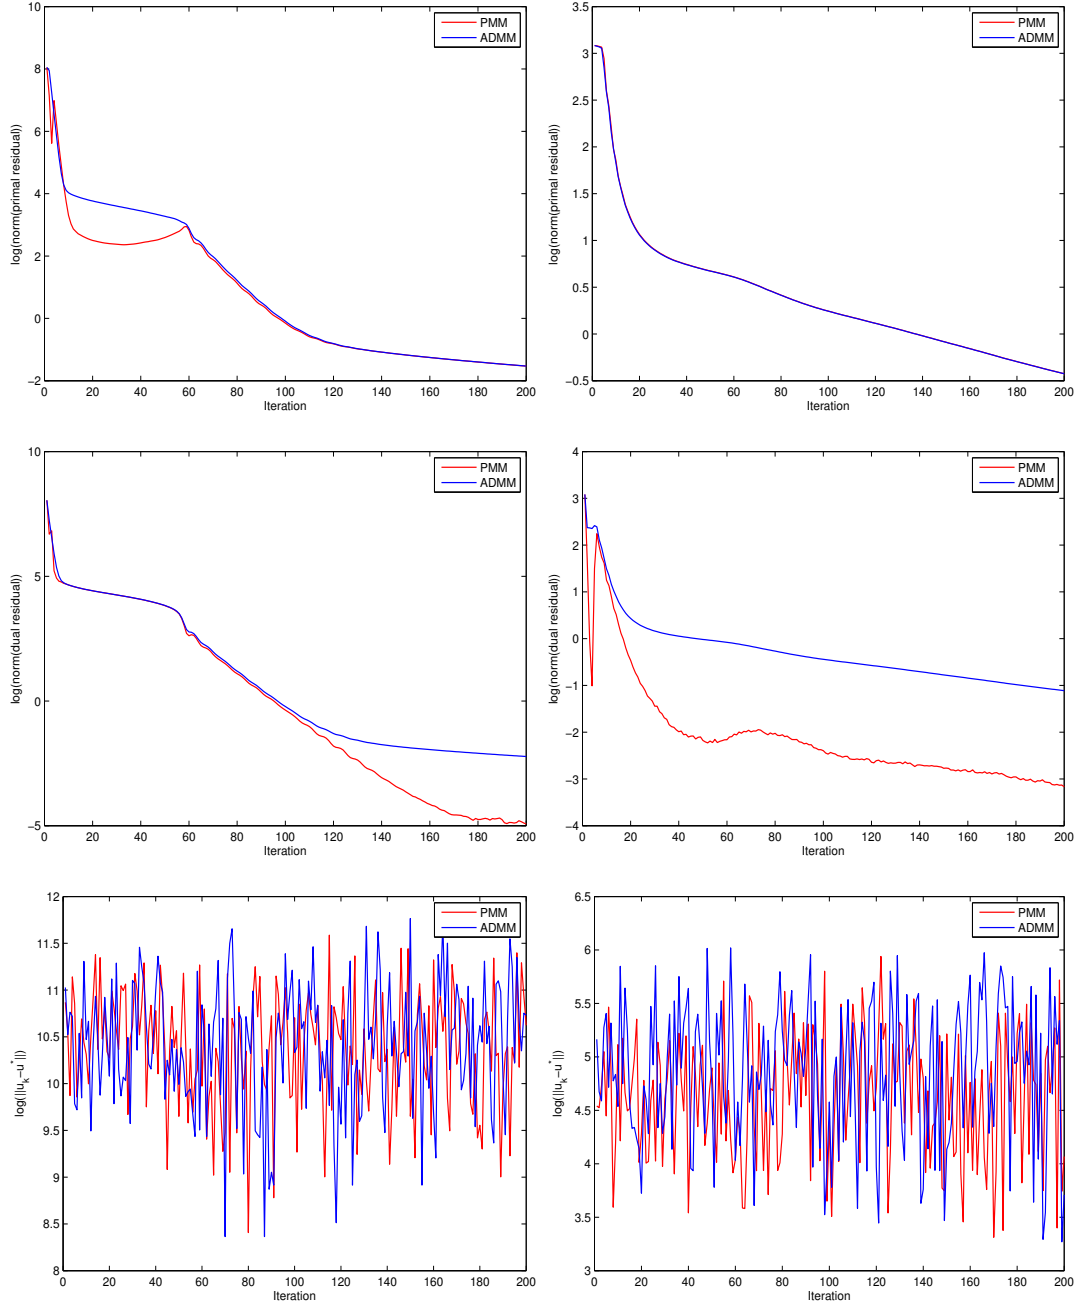 10
8
6
4
2
0
−2
log(norm(primal residual))
0 20 40 60 80 100 120 140 160 180 200
Iteration
PMM
ADMM
3.5
3
2.5
2
1.5
1
0.5
0
−0.5
log(norm(primal residual))
0 20 40 60 80 100 120 140 160 180 200
Iteration
PMM
ADMM
10
5
0
−5
log(norm(dual residual))
0 20 40 60 80 100 120 140 160 180 200
Iteration
PMM
ADMM
4
3
2
1
0
−1
−2
−3
−4
log(norm(dual residual))
0 20 40 60 80 100 120 140 160 180 200
Iteration
PMM
ADMM
12
11.5
11
10.5
10
9.5
9
8.5
8
log(||u_k−u^*||)
0 20 40 60 80 100 120 140 160 180 200
Iteration
PMM
ADMM
6.5
6
5.5
5
4.5
4
3.5
3
log(||u_k−u^*||)
0 20 40 60 80 100 120 140 160 180 200
Iteration
PMM
ADMM